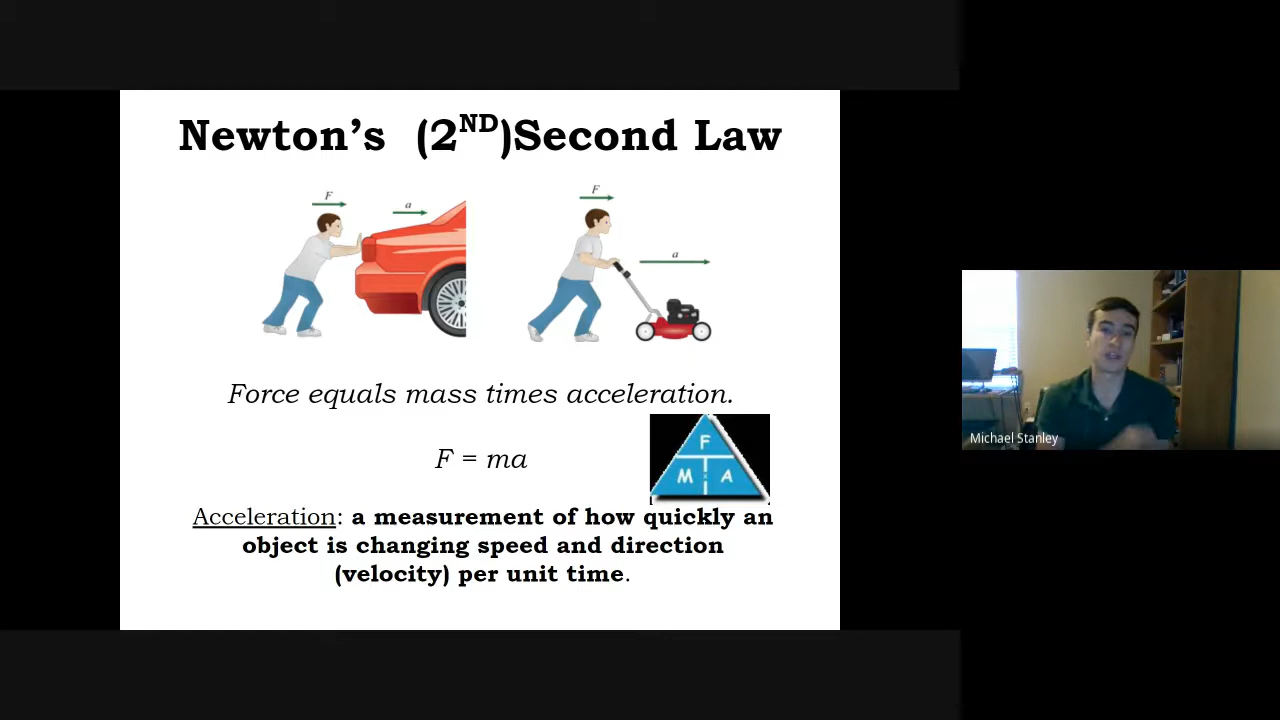 Newton's (2ND)Second Law
F
a
F
a
Force equals mass times acceleration.
F = ma
F
M x A
Acceleration: a measurement of how quickly an
object is changing speed and direction
(velocity) per unit time.
Michael Stanley